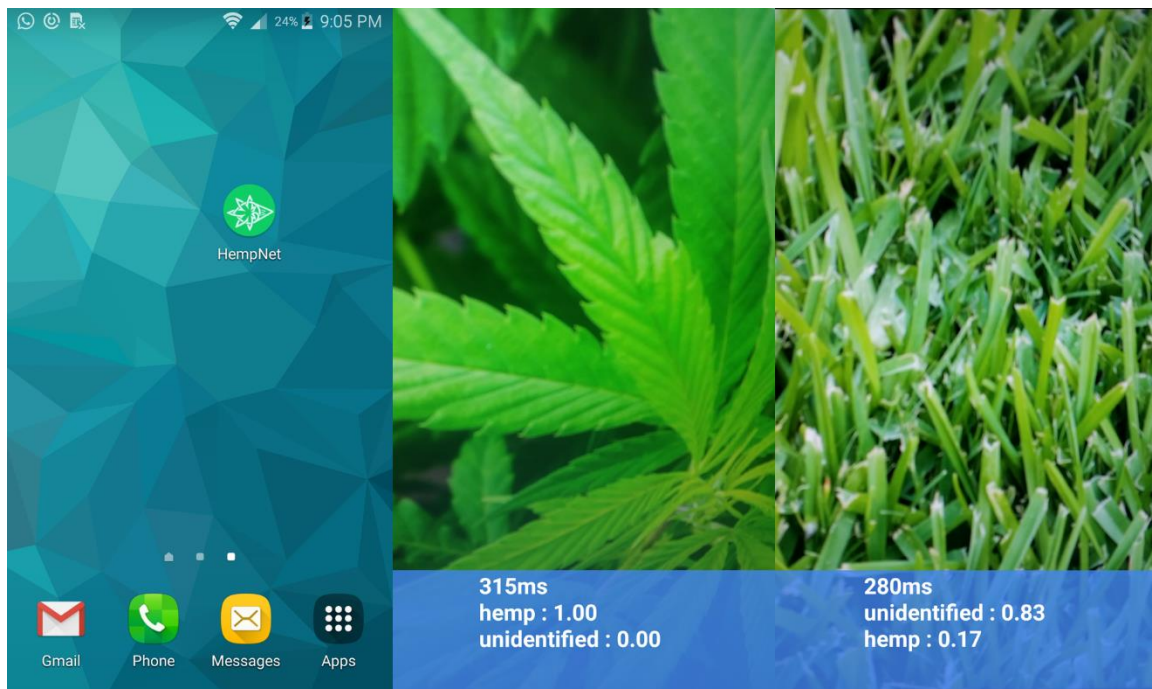 24% 9:05 PM
HempNet
Gmail
Phone
Messages
Apps
315ms
hemp : 1.00
unidentified : 0.00
280ms
unidentified : 0.83
hemp : 0.17